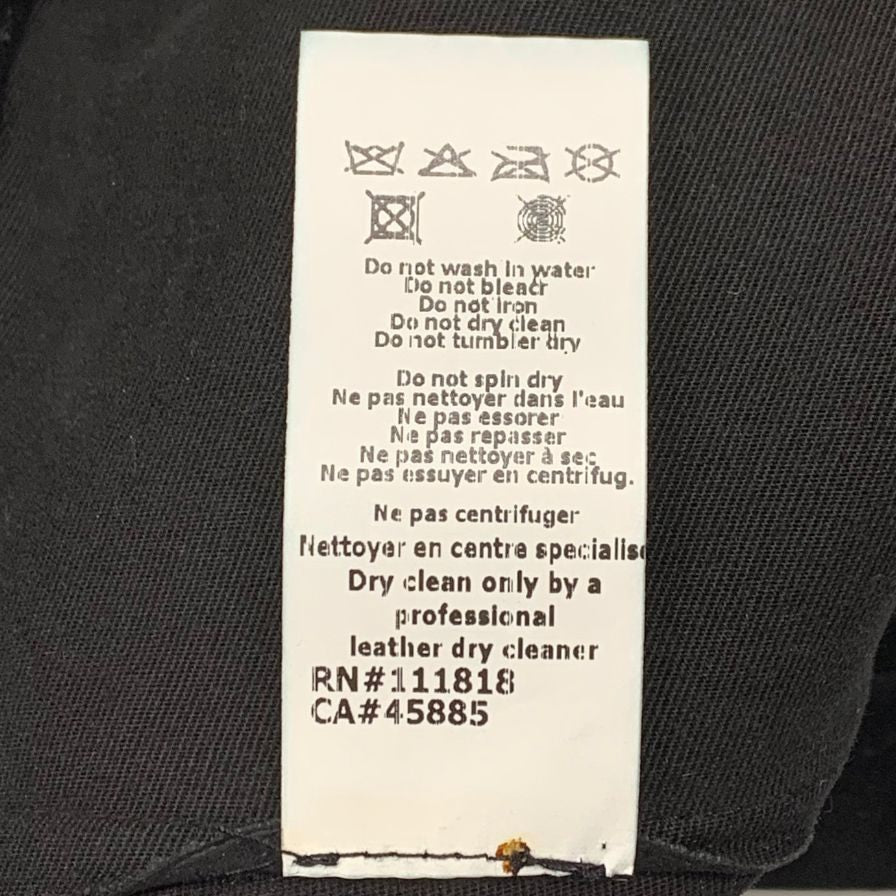 Do not wash in water
Do not bleach
Do not iron
Do not dry clean
Do not tumbler dry
Do not spin dry
Ne pas nettoyer dans l'eau
Ne pas essorer
Ne pas repasser
Ne pas nettoyer à sec
Ne pas essuyer en centrifug.
Ne pas centrifuger
Nettoyer en centre specialise
Dry clean only by a
professional
leather dry cleaner
RN#111818
CA#45885